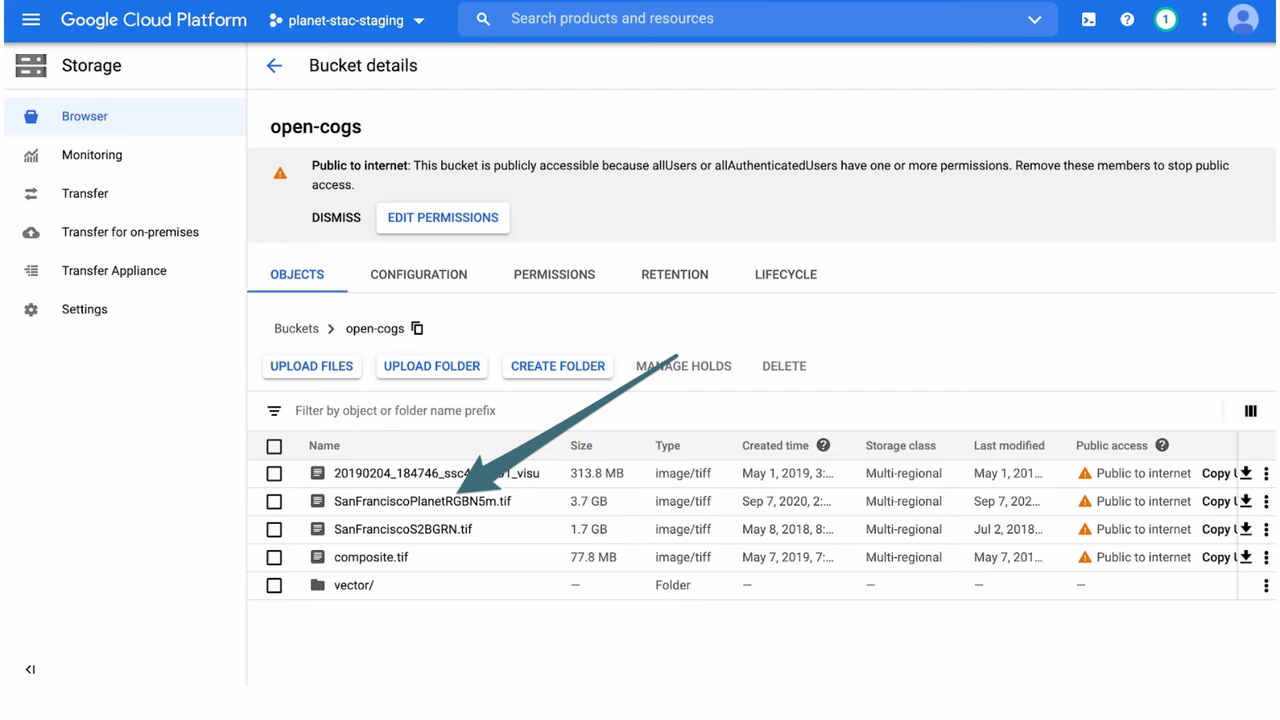 Google Cloud Platform planet-stac-staging Search products and resources 1
Storage Bucket details
Browser
Monitoring
Transfer
Transfer for on-premises
Transfer Appliance
Settings
open-cogs
Public to internet: This bucket is publicly accessible because allUsers or allAuthenticatedUsers have one or more permissions. Remove these members to stop public
access.
DISMISS EDIT PERMISSIONS
OBJECTS CONFIGURATION PERMISSIONS RETENTION LIFECYCLE
Buckets > open-cogs
UPLOAD FILES UPLOAD FOLDER CREATE FOLDER MANAGE HOLDS DELETE
Filter by object or folder name prefix
Name Size Type Created time Storage class Last modified Public access
313.8 MB image/tiff May 1, 2019, 3:... Multi-regional May 1, 201... Public to internet Copy
SanFranciscoPlanetRGBN5m.tif 3.7 GB image/tiff Sep 7, 2020, 2:... Multi-regional Sep 7, 202... Public to internet Copy
SanFranciscoS2BGRN.tif 1.7 GB image/tiff May 8, 2018, 8:... Multi-regional Jul 2, 2018... Public to internet Copy
composite.tif 77.8 MB image/tiff May 7, 2019, 7:... Multi-regional May 7, 201... Public to internet Copy
vector/ — Folder — — — —